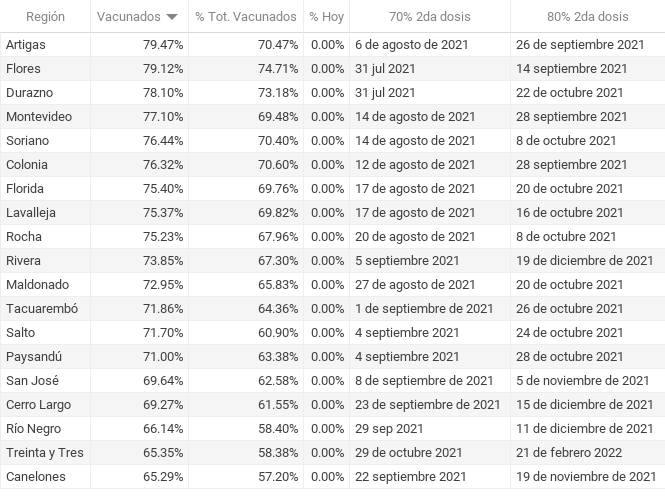 Región Vacunados % Tot. Vacunados % Hoy 70% 2da dosis 80% 2da dosis
Artigas 79.47% 70.47% 0.00% 6 de agosto de 2021 26 de septiembre 2021
Flores 79.12% 74.71% 0.00% 31 jul 2021 14 septiembre 2021
Durazno 78.10% 73.18% 0.00% 31 jul 2021 22 de octubre 2021
Montevideo 77.10% 69.48% 0.00% 14 de agosto de 2021 28 septiembre 2021
Soriano 76.44% 70.40% 0.00% 14 de agosto de 2021 8 de octubre 2021
Colonia 76.32% 70.60% 0.00% 12 de agosto de 2021 28 septiembre 2021
Florida 75.40% 69.76% 0.00% 17 de agosto de 2021 20 de octubre 2021
Lavalleja 75.37% 69.82% 0.00% 17 de agosto de 2021 16 de octubre 2021
Rocha 75.23% 67.96% 0.00% 20 de agosto de 2021 8 de octubre 2021
Rivera 73.85% 67.30% 0.00% 5 septiembre 2021 19 de diciembre de 2021
Maldonado 72.95% 65.83% 0.00% 27 de agosto de 2021 20 de octubre 2021
Tacuarembó 71.86% 64.36% 0.00% 1 de septiembre de 2021 26 de octubre 2021
Salto 71.70% 60.90% 0.00% 4 septiembre 2021 24 de octubre 2021
Paysandú 71.00% 63.38% 0.00% 4 septiembre 2021 28 de octubre 2021
San José 69.64% 62.58% 0.00% 8 de septiembre de 2021 5 de noviembre de 2021
Cerro Largo 69.27% 61.55% 0.00% 23 de septiembre de 2021 15 de diciembre de 2021
Río Negro 66.14% 58.40% 0.00% 29 sep 2021 11 de diciembre de 2021
Treinta y Tres 65.35% 58.38% 0.00% 29 de octubre de 2021 21 de febrero 2022
Canelones 65.29% 57.20% 0.00% 22 septiembre 2021 19 de noviembre de 2021